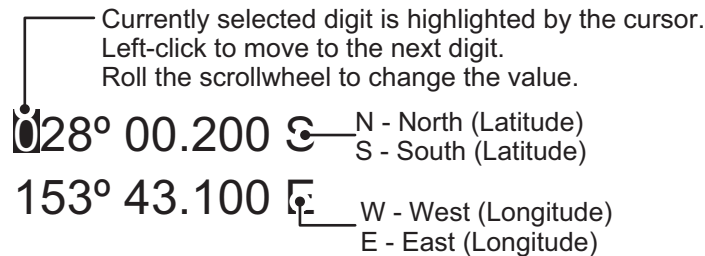 Currently selected digit is highlighted by the cursor.
Left-click to move to the next digit.
Roll the scrollwheel to change the value.
028º 00.200 S
N - North (Latitude)
S - South (Latitude)
153º 43.100 E
W - West (Longitude)
E - East (Longitude)